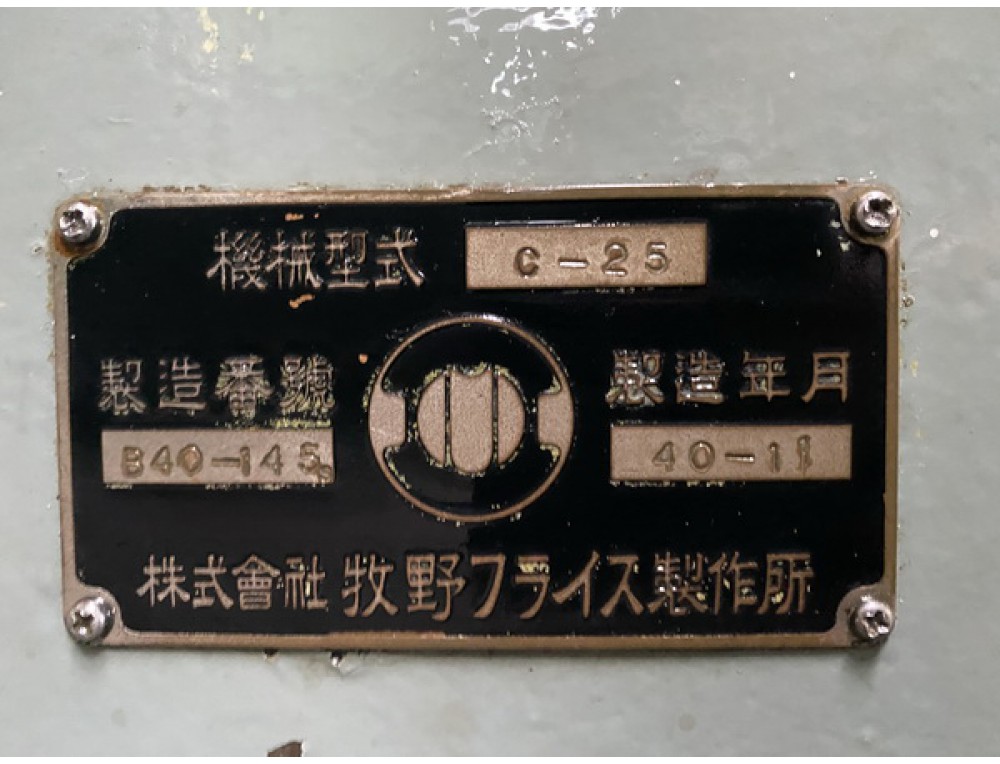 機械型式 C-25
製造番號 製造年月
B40-145 40-11
株式會社 牧野フライス製作所